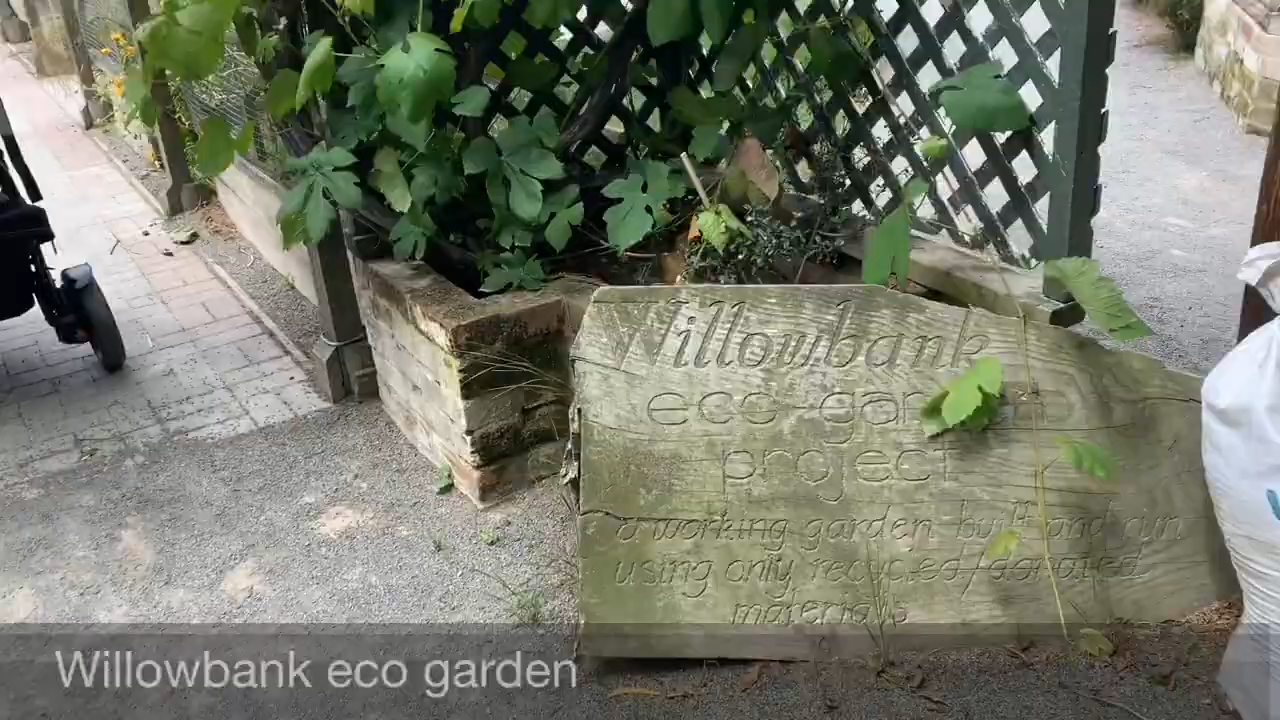 Willowbank
eco-garden
project
a working garden built and run
using only recycled/donated
materials
Willowbank eco garden